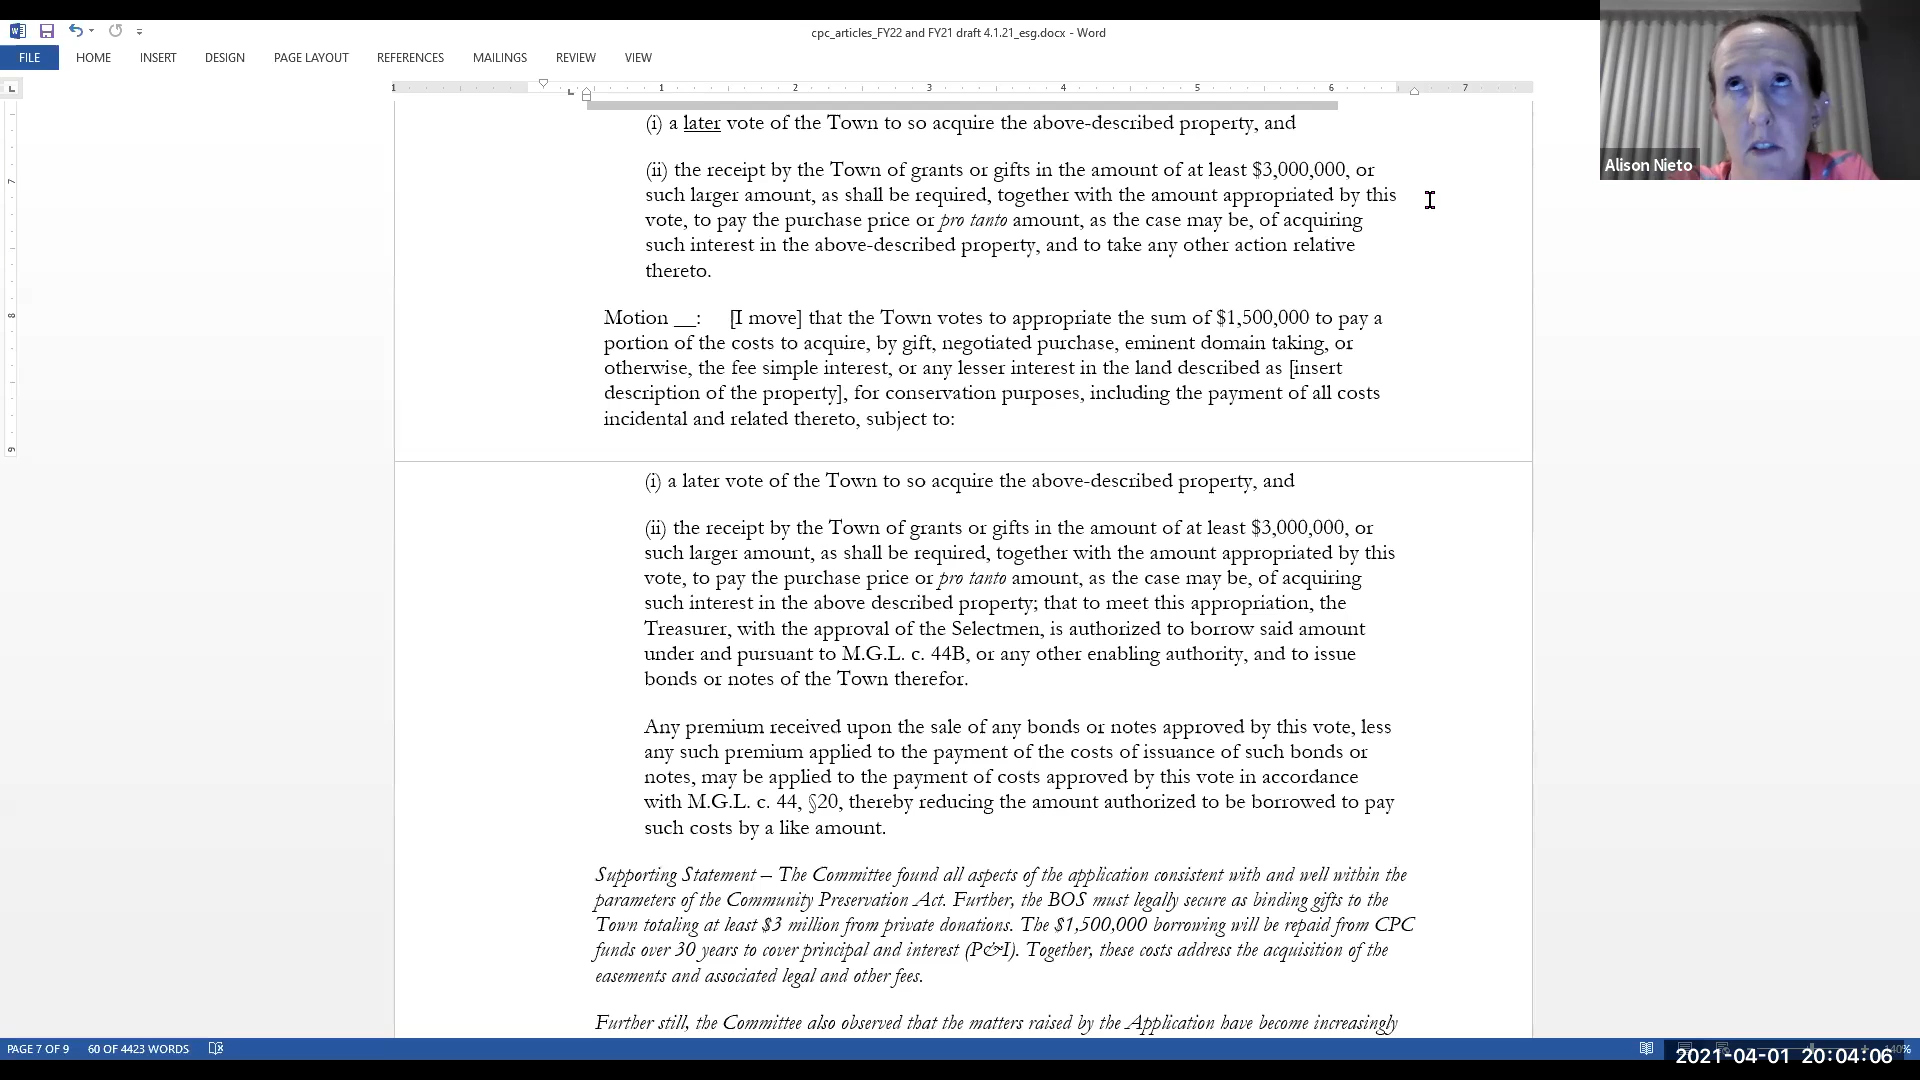 cpc_articles_FY22 and FY21 draft 4.1.21_esg.docx - Word
FILE HOME INSERT DESIGN PAGE LAYOUT REFERENCES MAILINGS REVIEW VIEW
1 1 2 3 4 5 6 7
Alison Nieto
(i) a later vote of the Town to so acquire the above-described property, and
(ii) the receipt by the Town of grants or gifts in the amount of at least $3,000,000, or
such larger amount, as shall be required, together with the amount appropriated by this
vote, to pay the purchase price or pro tanto amount, as the case may be, of acquiring
such interest in the above-described property, and to take any other action relative
thereto.
Motion __: [I move] that the Town votes to appropriate the sum of $1,500,000 to pay a
portion of the costs to acquire, by gift, negotiated purchase, eminent domain taking, or
otherwise, the fee simple interest, or any lesser interest in the land described as [insert
description of the property], for conservation purposes, including the payment of all costs
incidental and related thereto, subject to:
7
8
9
(i) a later vote of the Town to so acquire the above-described property, and
(ii) the receipt by the Town of grants or gifts in the amount of at least $3,000,000, or
such larger amount, as shall be required, together with the amount appropriated by this
vote, to pay the purchase price or pro tanto amount, as the case may be, of acquiring
such interest in the above described property; that to meet this appropriation, the
Treasurer, with the approval of the Selectmen, is authorized to borrow said amount
under and pursuant to M.G.L. c. 44B, or any other enabling authority, and to issue
bonds or notes of the Town therefor.
Any premium received upon the sale of any bonds or notes approved by this vote, less
any such premium applied to the payment of the costs of issuance of such bonds or
notes, may be applied to the payment of costs approved by this vote in accordance
with M.G.L. c. 44, §20, thereby reducing the amount authorized to be borrowed to pay
such costs by a like amount.
Supporting Statement – The Committee found all aspects of the application consistent with and well within the
parameters of the Community Preservation Act. Further, the BOS must legally secure as binding gifts to the
Town totaling at least $3 million from private donations. The $1,500,000 borrowing will be repaid from CPC
funds over 30 years to cover principal and interest (P&I). Together, these costs address the acquisition of the
easements and associated legal and other fees.
Further still, the Committee also observed that the matters raised by the Application have become increasingly
PAGE 7 OF 9 60 OF 4423 WORDS
2021-04-01 20:04:06